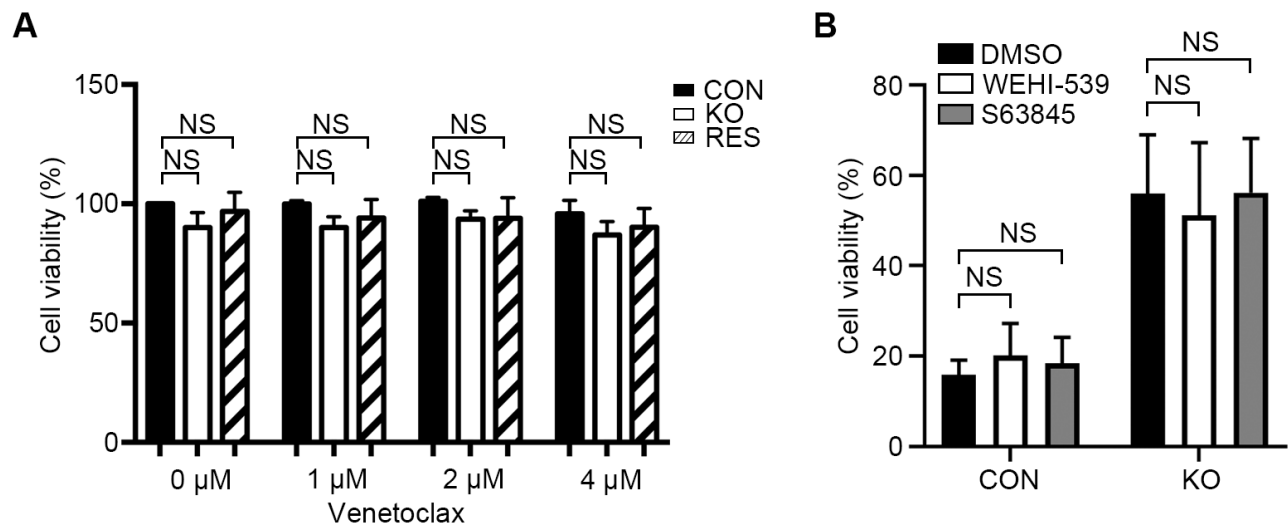 A
Cell viability (%)
150
100
50
0
CON
KO
RES
NS
NS
NS
NS
NS
NS
NS
NS
0 µM
1 µM
2 µM
4 µM
Venetoclax
B
Cell viability (%)
80
60
40
20
0
DMSO
WEHI-539
S63845
NS
NS
NS
NS
CON
KO